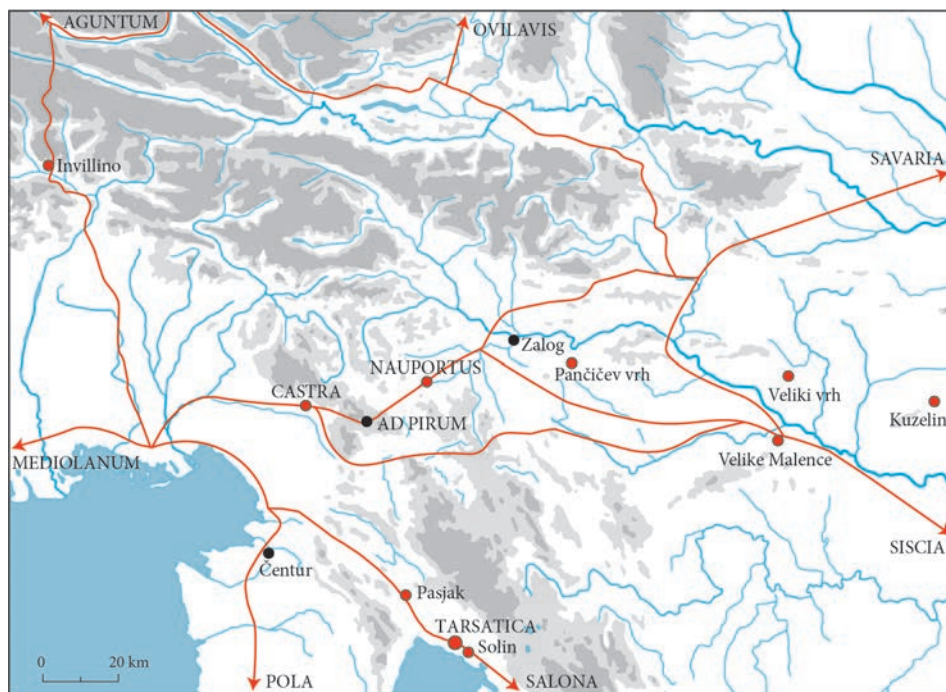 AGUNTUM
OVILAVIS
Invillino
SAVARIA
Zalog
NAUPORTUS
Pančičev vrh
CASTRA
Veliki vrh
AD PIRUM
Kuzelin
MEDIOLANUM
Velike Malence
SISCIA
Čentur
Pasjak
TARSATICA
Solin
0 20 km
POLA
SALONA